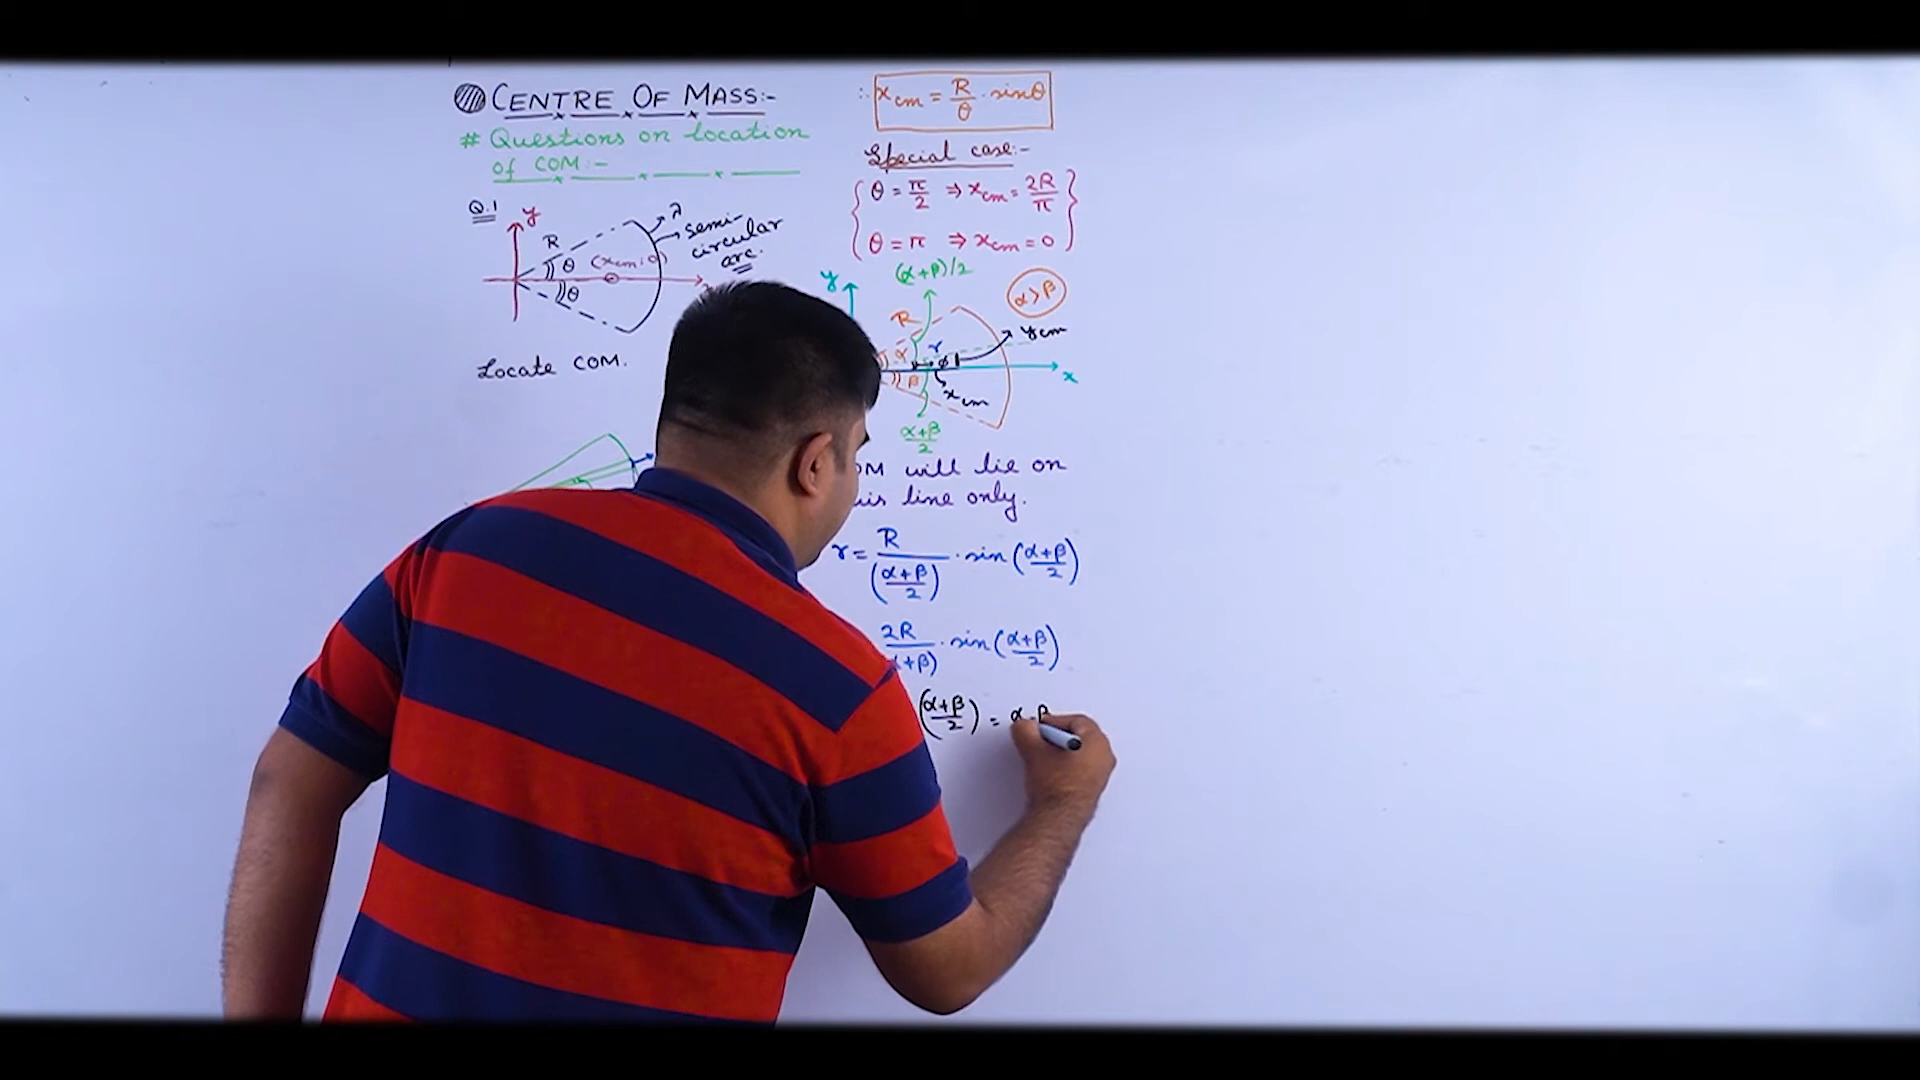 CENTRE OF MASS:-
# Questions on location
of COM:-
Q.1
y
R
θ
θ
(xcm, 0)
λ
semi-
circular
arc.
Locate COM.
∴ xcm = R/θ · sinθ
Special case:-
θ = π/2 ⇒ xcm = 2R/π
θ = π ⇒ xcm = 0
(α+β)/2
y
α>β
R
ycm
α
r
ϕ
x
β
xcm
α+β/2
OM will lie on
is line only.
r = R/(α+β/2) · sin(α+β/2)
2R/α+β) · sin(α+β/2)
(α+β/2) = α-β